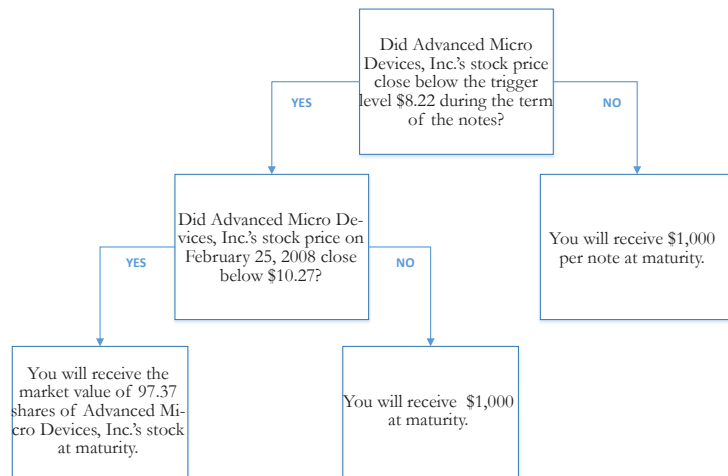 Did Advanced Micro
Devices, Inc.'s stock price
close below the trigger
level $8.22 during the term
of the notes?
YES
NO
Did Advanced Micro De-
vices, Inc.'s stock price on
February 25, 2008 close
below $10.27?
You will receive $1,000
per note at maturity.
YES
NO
You will receive the
market value of 97.37
shares of Advanced Mi-
cro Devices, Inc.'s stock
at maturity.
You will receive $1,000
at maturity.